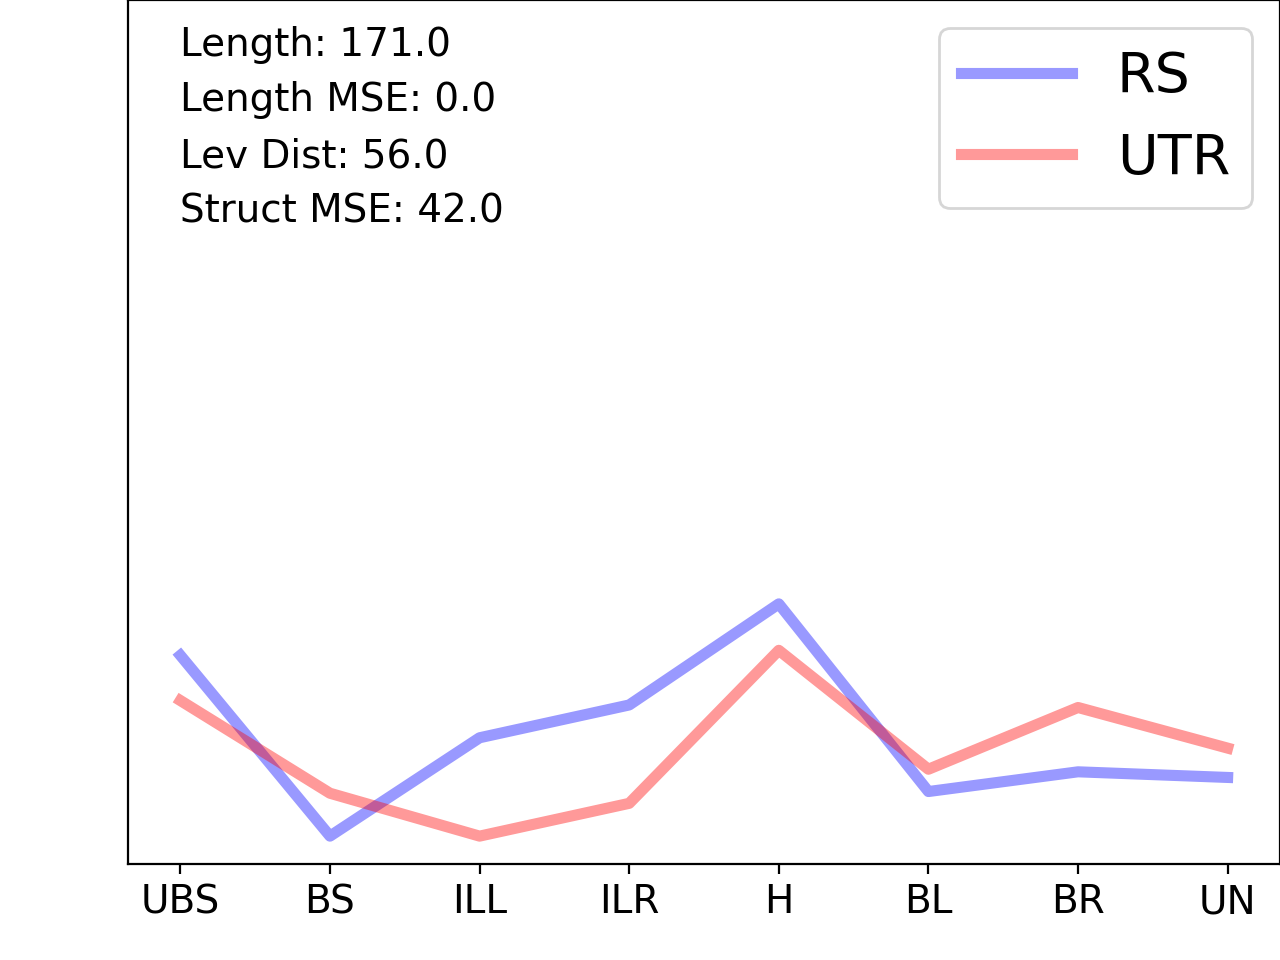 Length: 171.0
Length MSE: 0.0
Lev Dist: 56.0
Struct MSE: 42.0
RS
UTR
UBS BS ILL ILR H BL BR UN